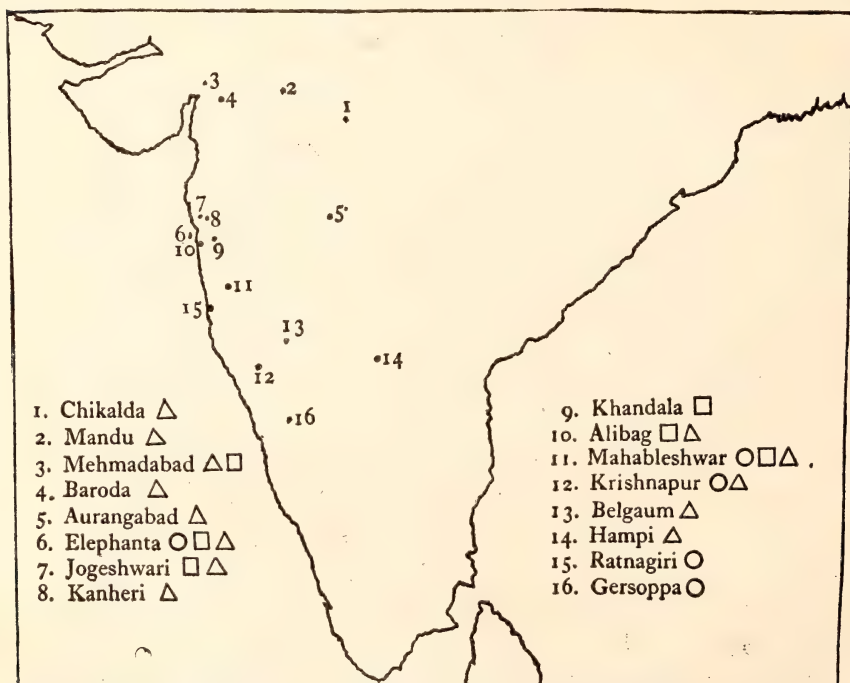 3
4
2
1
5
7
8
6
10
9
11
15
13
12
14
16
1. Chikalda △
2. Mandu △
3. Mehmadabad △□
4. Baroda △
5. Aurangabad △
6. Elephanta ○□△
7. Jogeshwari □△
8. Kanheri △
9. Khandala □
10. Alibag □△
11. Mahableshwar ○□△.
12. Krishnapur ○△
13. Belgaum △
14. Hampi △
15. Ratnagiri ○
16. Gersoppa ○